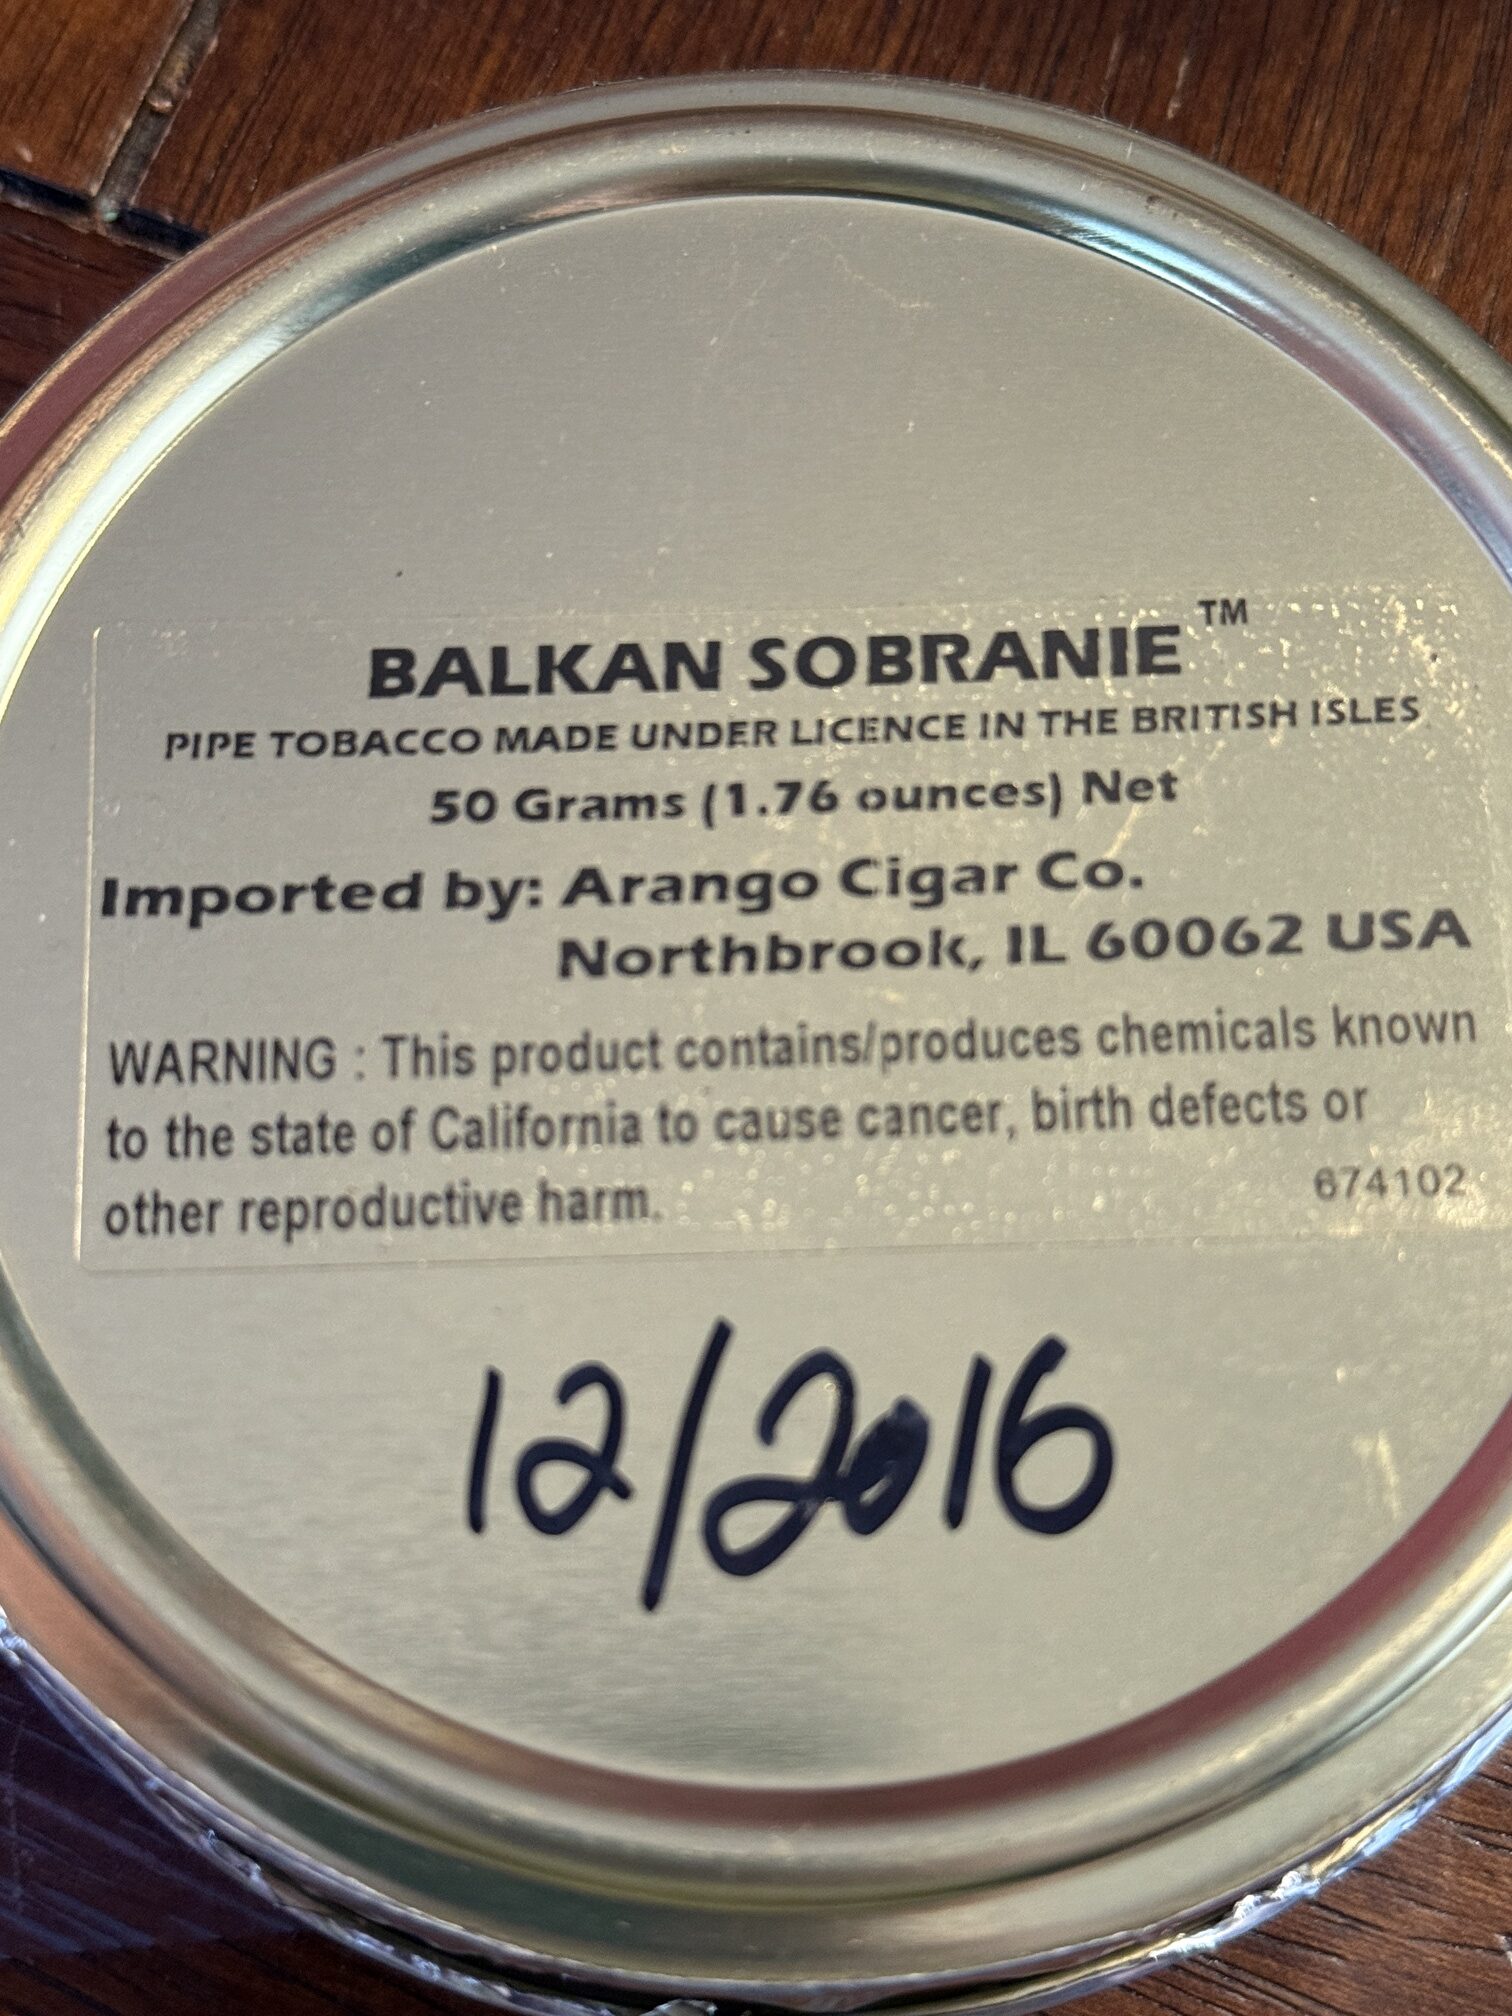 BALKAN SOBRANIE™
PIPE TOBACCO MADE UNDER LICENCE IN THE BRITISH ISLES
50 Grams (1.76 ounces) Net
Imported by: Arango Cigar Co.
Northbrook, IL 60062 USA
WARNING : This product contains/produces chemicals known
to the state of California to cause cancer, birth defects or
other reproductive harm.
674102
12/2016